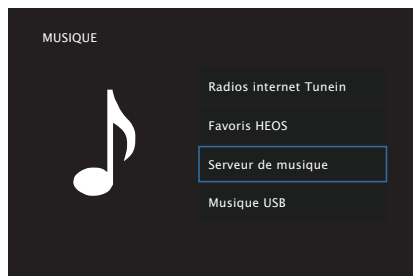 MUSIQUE
Radios internet Tunein
Favoris HEOS
Serveur de musique
Musique USB